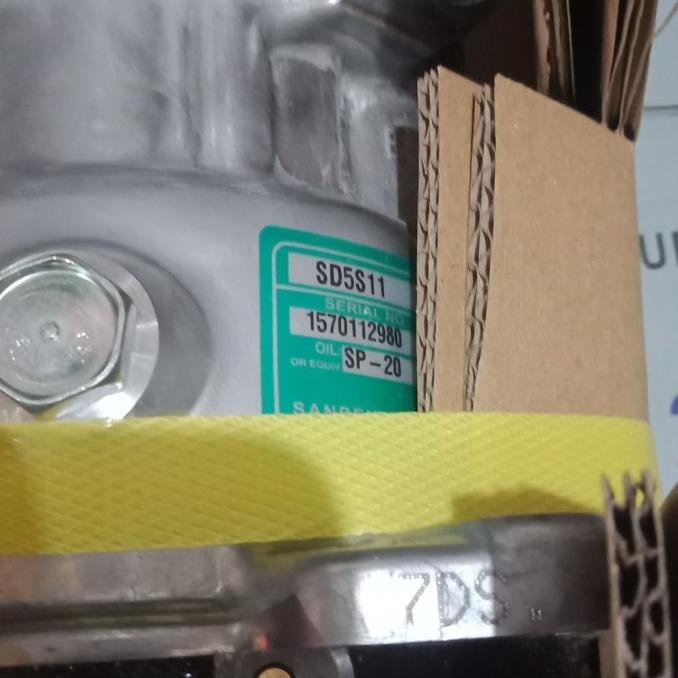 SD5S11
SERIAL NO
1570112980
OIL
OR EQUIV SP-20
7DS